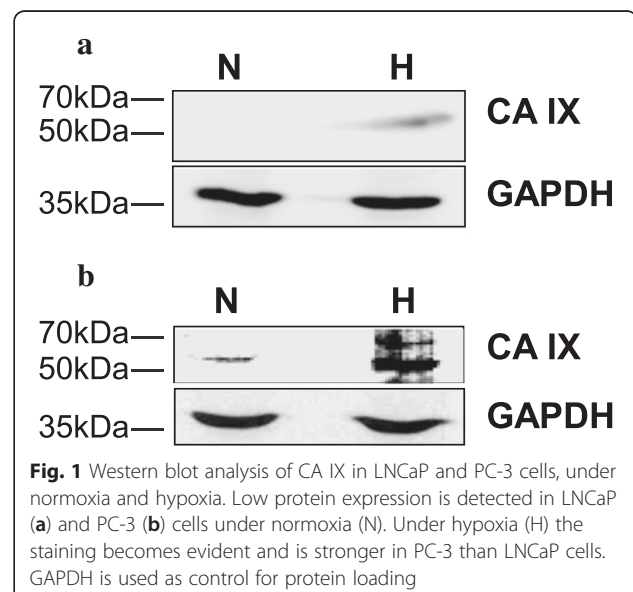 a
N H
70kDa—
CA IX
50kDa—
35kDa—
GAPDH
b
N H
70kDa—
CA IX
50kDa—
35kDa—
GAPDH
Fig. 1 Western blot analysis of CA IX in LNCaP and PC-3 cells, under
normoxia and hypoxia. Low protein expression is detected in LNCaP
(a) and PC-3 (b) cells under normoxia (N). Under hypoxia (H) the
staining becomes evident and is stronger in PC-3 than LNCaP cells.
GAPDH is used as control for protein loading